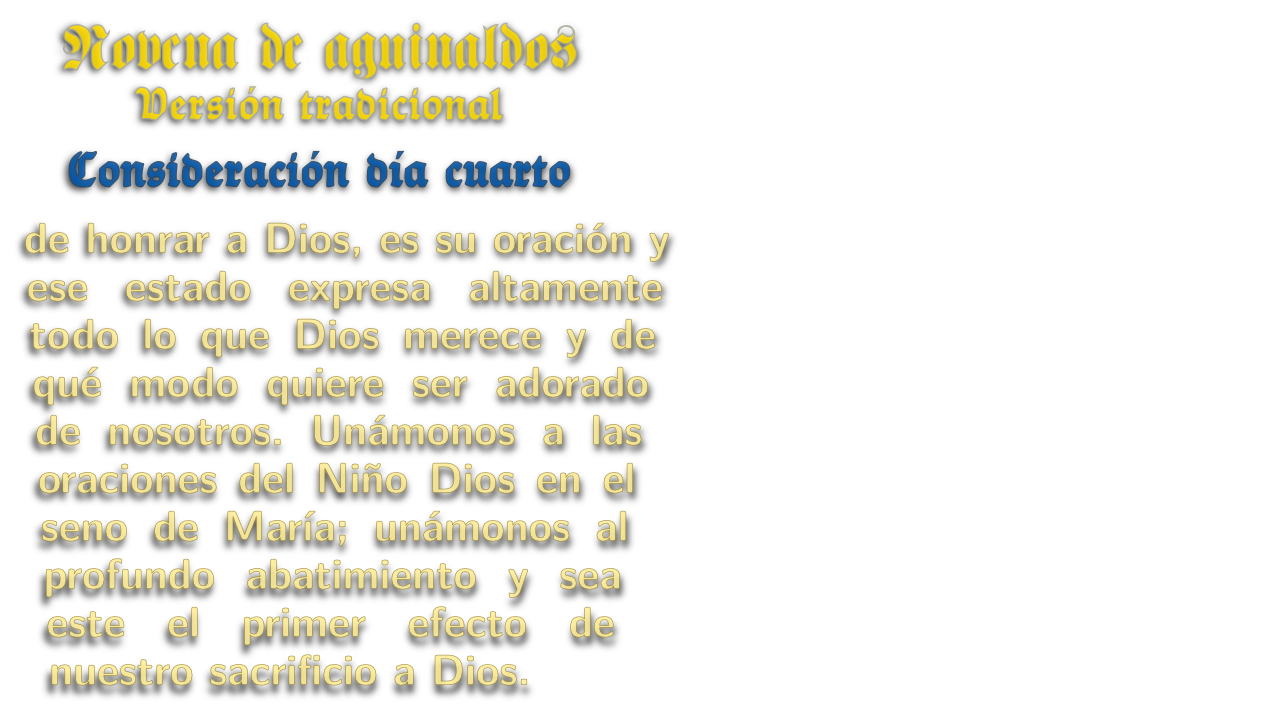 Novena de aguinaldos
Versión tradicional
Consideración día cuarto
de honrar a Dios, es su oración y
ese estado expresa altamente
todo lo que Dios merece y de
qué modo quiere ser adorado
de nosotros. Unámonos a las
oraciones del Niño Dios en el
seno de María; unámonos al
profundo abatimiento y sea
este el primer efecto de
nuestro sacrificio a Dios.